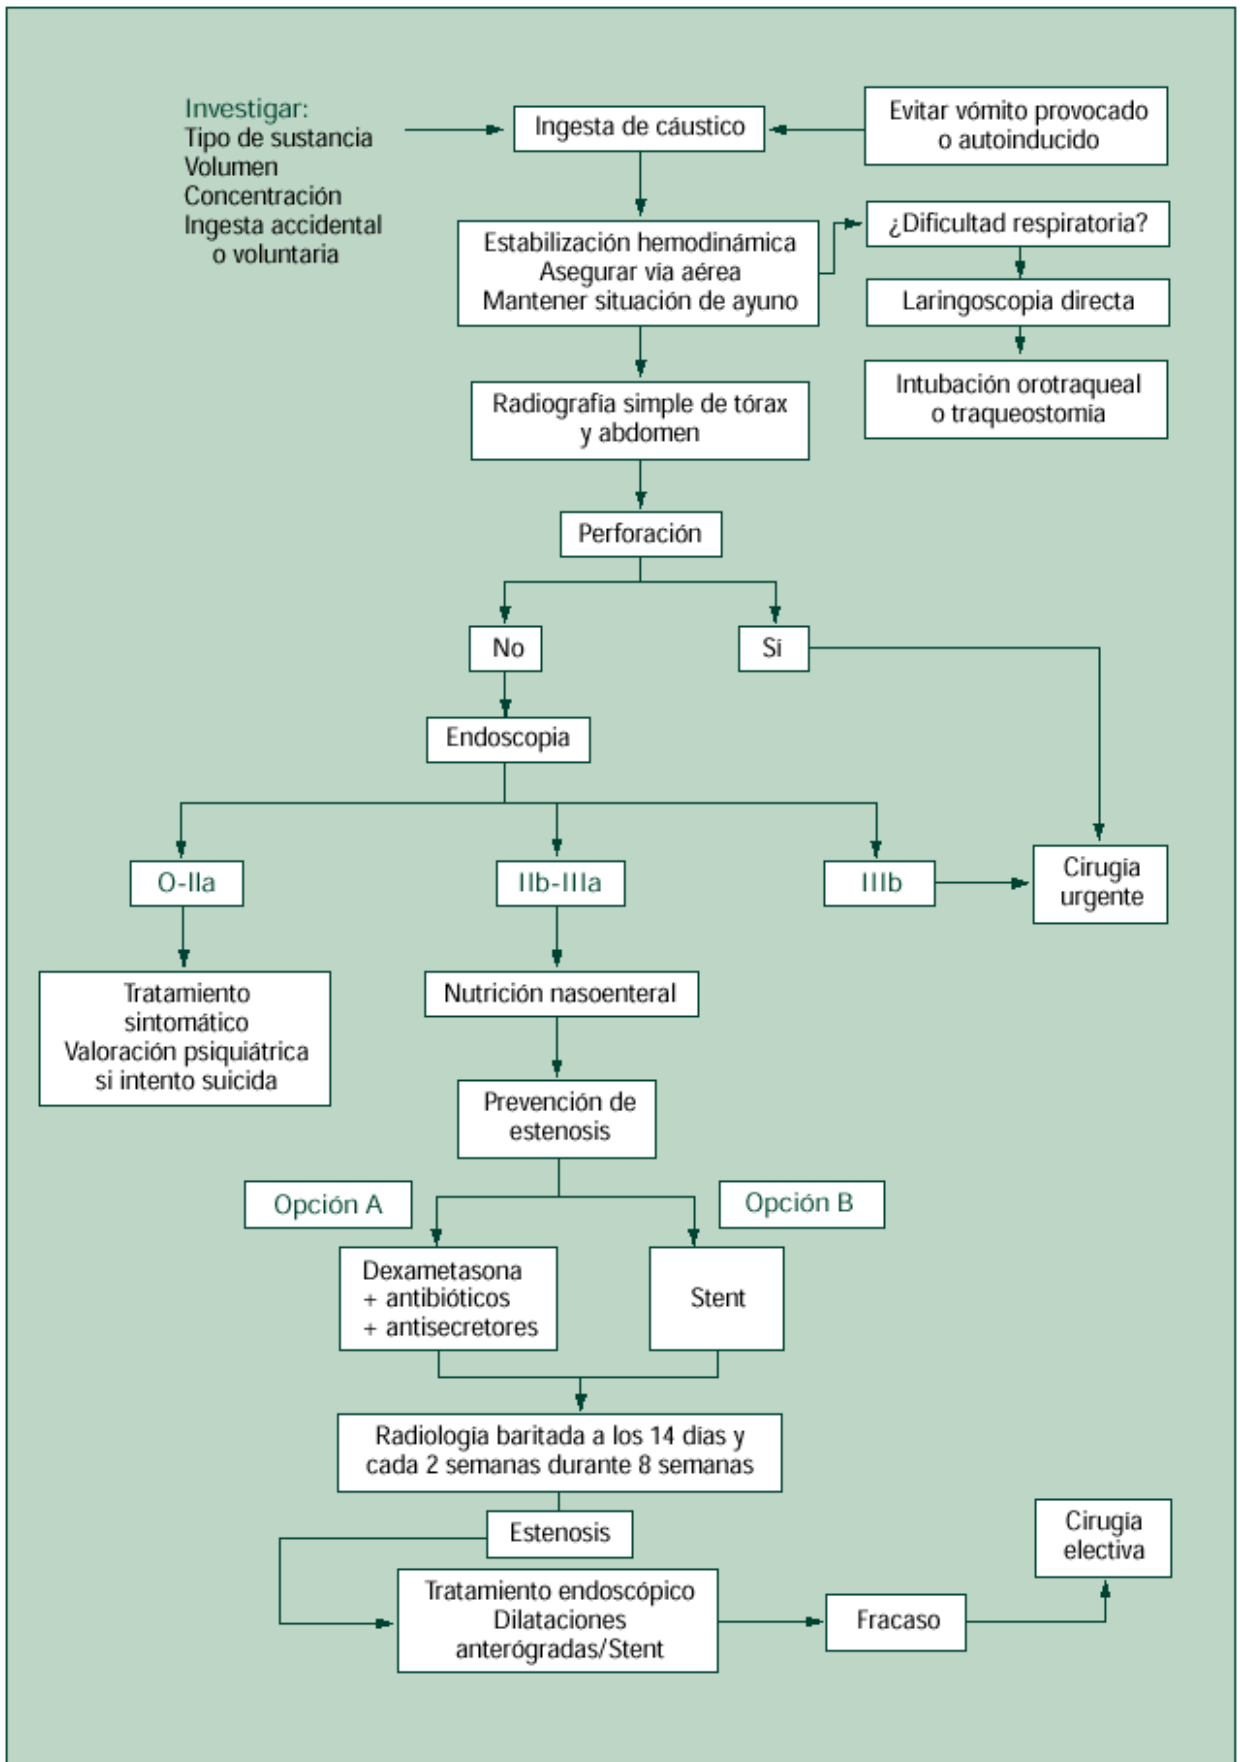 Investigar:
Tipo de sustancia
Volumen
Concentración
Ingesta accidental
o voluntaria
Ingesta de cáustico
Evitar vómito provocado
o autoinducido
Estabilización hemodinámica
Asegurar vía aérea
Mantener situación de ayuno
¿Dificultad respiratoria?
Laringoscopia directa
Intubación orotraqueal
o traqueostomía
Radiografía simple de tórax
y abdomen
Perforación
No
Sí
Endoscopia
O-IIa
IIb-IIIa
IIIb
Cirugía
urgente
Tratamiento
sintomático
Valoración psiquiátrica
si intento suicida
Nutrición nasoenteral
Prevención de
estenosis
Opción A
Opción B
Dexametasona
+ antibióticos
+ antisecretores
Stent
Radiología baritada a los 14 días y
cada 2 semanas durante 8 semanas
Estenosis
Tratamiento endoscópico
Dilataciones
anterógradas/Stent
Fracaso
Cirugía
electiva